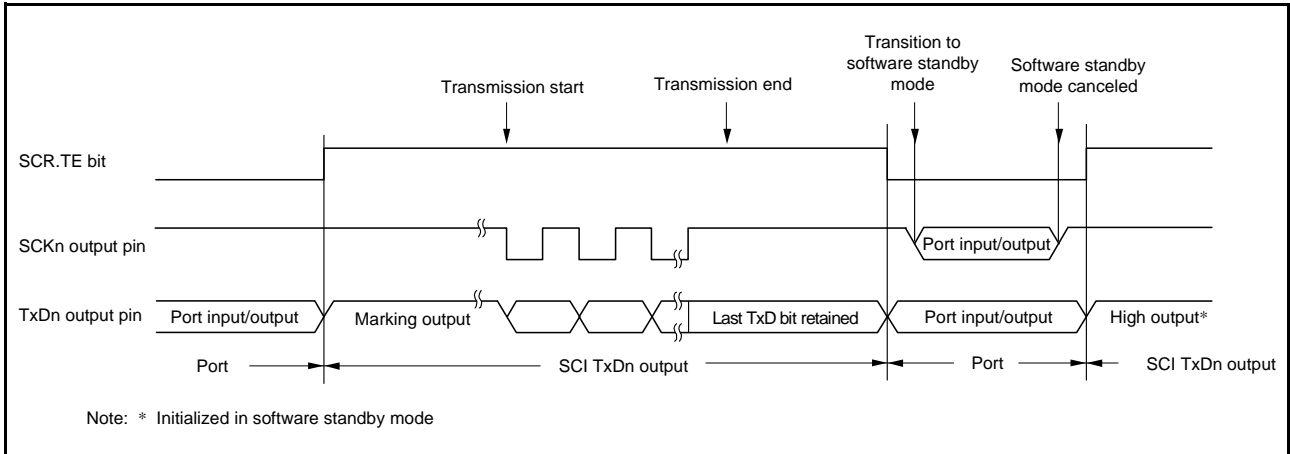 Transition to
software standby
mode
Software standby
mode canceled
Transmission start
Transmission end
SCR.TE bit
SCKn output pin
Port input/output
TxDn output pin
Port input/output
Marking output
Last TxD bit retained
Port input/output
High output*
Port
SCI TxDn output
Port
SCI TxDn output
Note: * Initialized in software standby mode